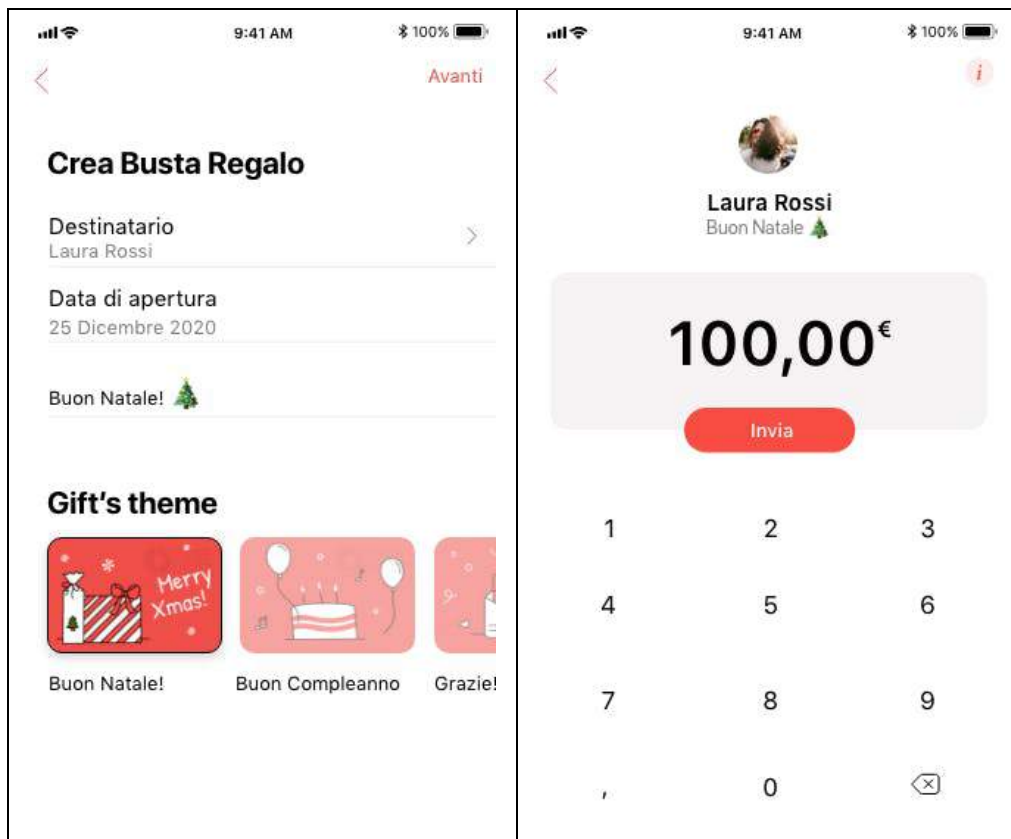 9:41 AM
100%
Avanti
Crea Busta Regalo
Destinatario
Laura Rossi
Data di apertura
25 Dicembre 2020
Buon Natale! 🎄
Gift's theme
Merry
Xmas!
Buon Natale!
Buon Compleanno
Grazie!
9:41 AM
100%
i
Laura Rossi
Buon Natale 🎄
100,00€
Invia
1 2 3
4 5 6
7 8 9
, 0